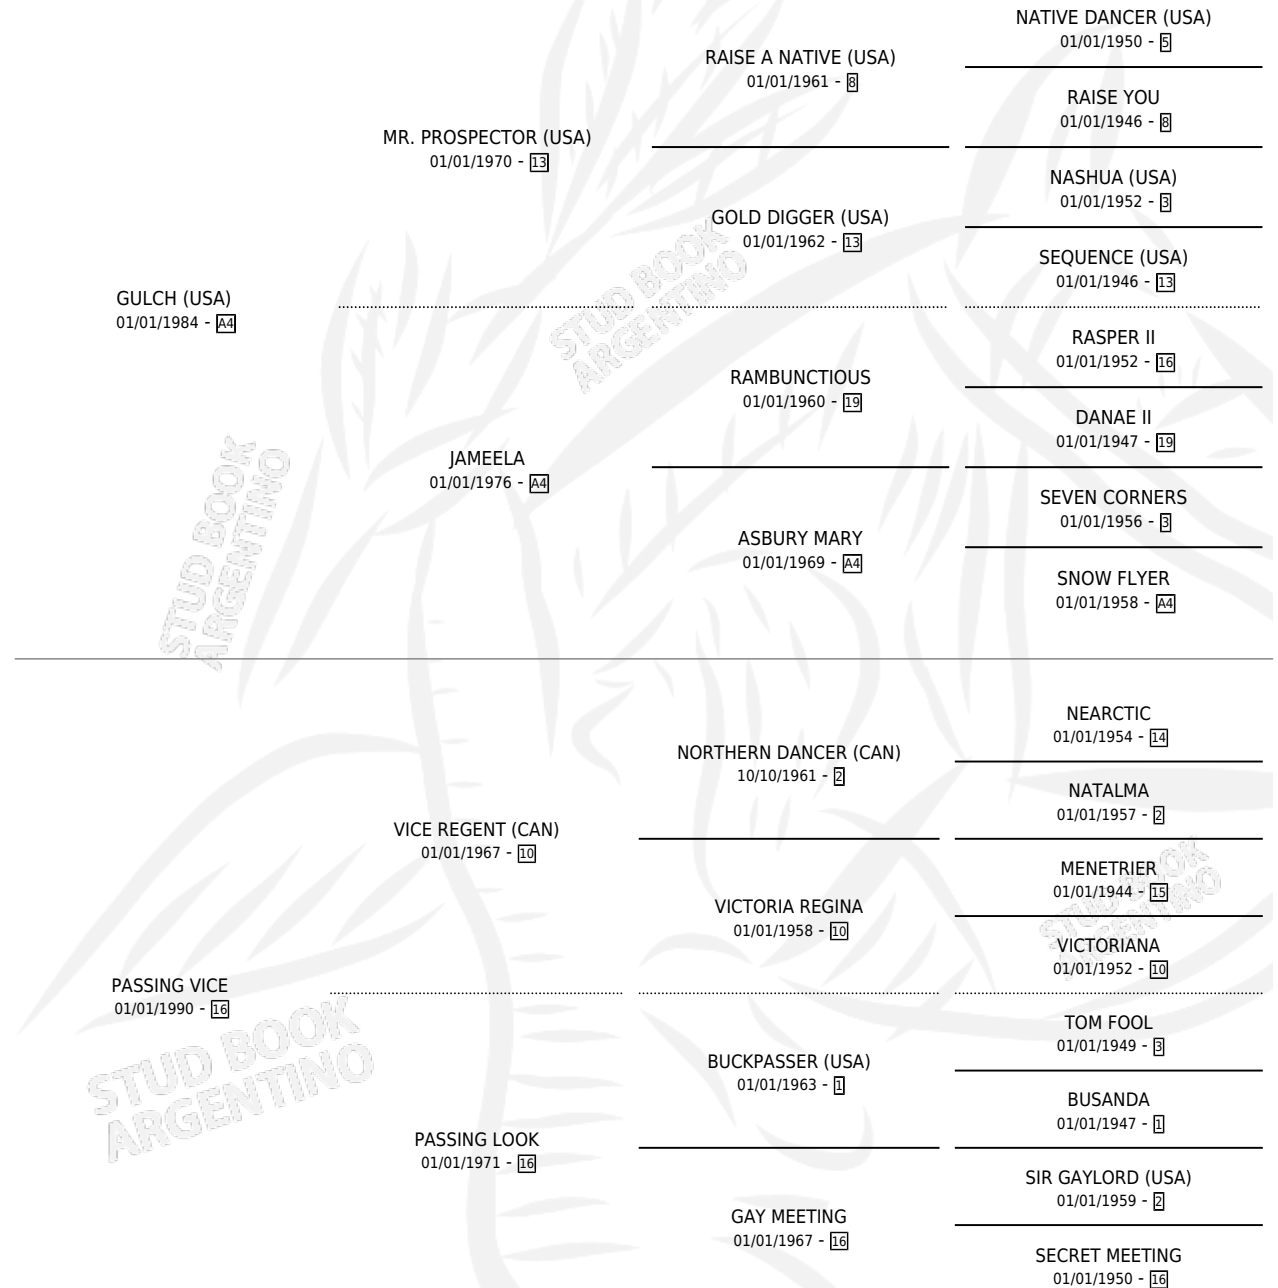 NATIVE DANCER (USA)
01/01/1950 - 5
RAISE A NATIVE (USA)
01/01/1961 - 8
RAISE YOU
01/01/1946 - 8
MR. PROSPECTOR (USA)
01/01/1970 - 13
NASHUA (USA)
01/01/1952 - 3
GOLD DIGGER (USA)
01/01/1962 - 13
SEQUENCE (USA)
01/01/1946 - 13
STUD BOOK
ARGENTINO
GULCH (USA)
01/01/1984 - A4
RASPER II
01/01/1952 - 16
RAMBUNCTIOUS
01/01/1960 - 19
DANAE II
01/01/1947 - 19
JAMEELA
01/01/1976 - A4
SEVEN CORNERS
01/01/1956 - 3
ASBURY MARY
01/01/1969 - A4
SNOW FLYER
01/01/1958 - A4
STUD BOOK
ARGENTINO
NEARCTIC
01/01/1954 - 14
NORTHERN DANCER (CAN)
10/10/1961 - 2
NATALMA
01/01/1957 - 2
VICE REGENT (CAN)
01/01/1967 - 10
MENETRIER
01/01/1944 - 15
VICTORIA REGINA
01/01/1958 - 10
STUD BOOK
ARGENTINO
VICTORIANA
01/01/1952 - 10
PASSING VICE
01/01/1990 - 16
TOM FOOL
01/01/1949 - 3
STUD BOOK
ARGENTINO
BUCKPASSER (USA)
01/01/1963 - 1
BUSANDA
01/01/1947 - 1
PASSING LOOK
01/01/1971 - 16
SIR GAYLORD (USA)
01/01/1959 - 2
GAY MEETING
01/01/1967 - 16
SECRET MEETING
01/01/1950 - 16